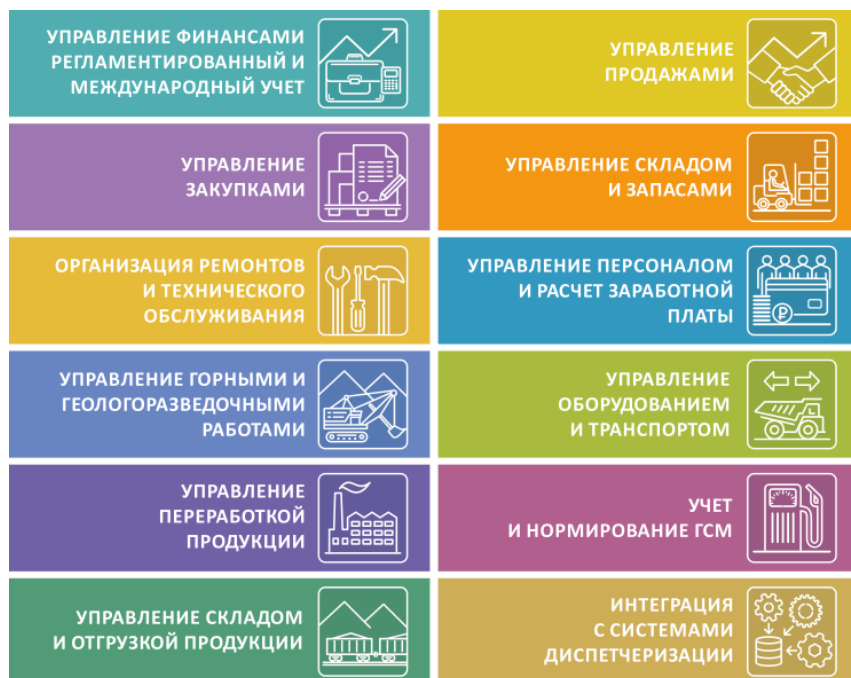 УПРАВЛЕНИЕ ФИНАНСАМИ
РЕГЛАМЕНТИРОВАННЫЙ И
МЕЖДУНАРОДНЫЙ УЧЕТ
УПРАВЛЕНИЕ
ПРОДАЖАМИ
УПРАВЛЕНИЕ
ЗАКУПКАМИ
УПРАВЛЕНИЕ СКЛАДОМ
И ЗАПАСАМИ
ОРГАНИЗАЦИЯ РЕМОНТОВ
И ТЕХНИЧЕСКОГО
ОБСЛУЖИВАНИЯ
УПРАВЛЕНИЕ ПЕРСОНАЛОМ
И РАСЧЕТ ЗАРАБОТНОЙ
ПЛАТЫ
₽
УПРАВЛЕНИЕ ГОРНЫМИ И
ГЕОЛОГОРАЗВЕДОЧНЫМИ
РАБОТАМИ
УПРАВЛЕНИЕ
ОБОРУДОВАНИЕМ
И ТРАНСПОРТОМ
УПРАВЛЕНИЕ
ПЕРЕРАБОТКОЙ
ПРОДУКЦИИ
УЧЕТ
И НОРМИРОВАНИЕ ГСМ
УПРАВЛЕНИЕ СКЛАДОМ
И ОТГРУЗКОЙ ПРОДУКЦИИ
ИНТЕГРАЦИЯ
С СИСТЕМАМИ
ДИСПЕТЧЕРИЗАЦИИ